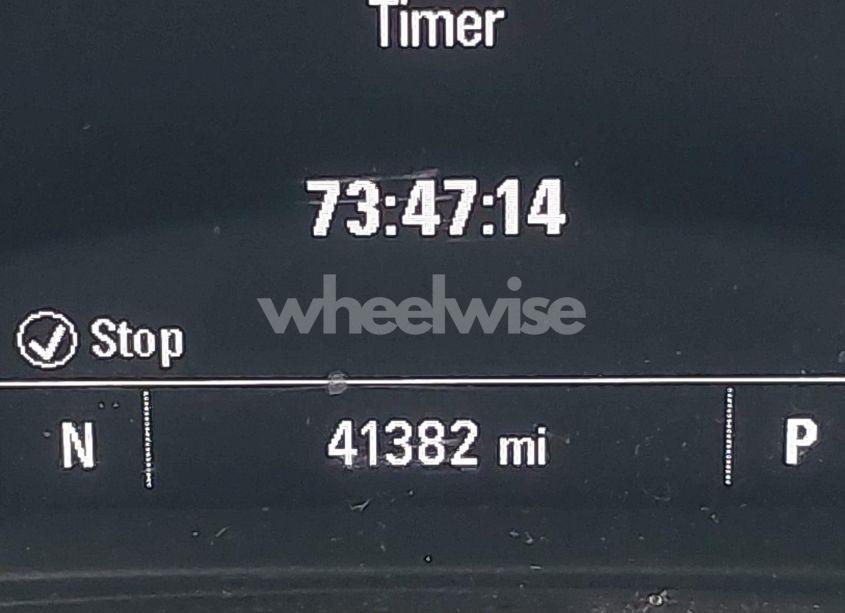 Timer
73:47:14
wheelwise
Stop
N 41382 mi P